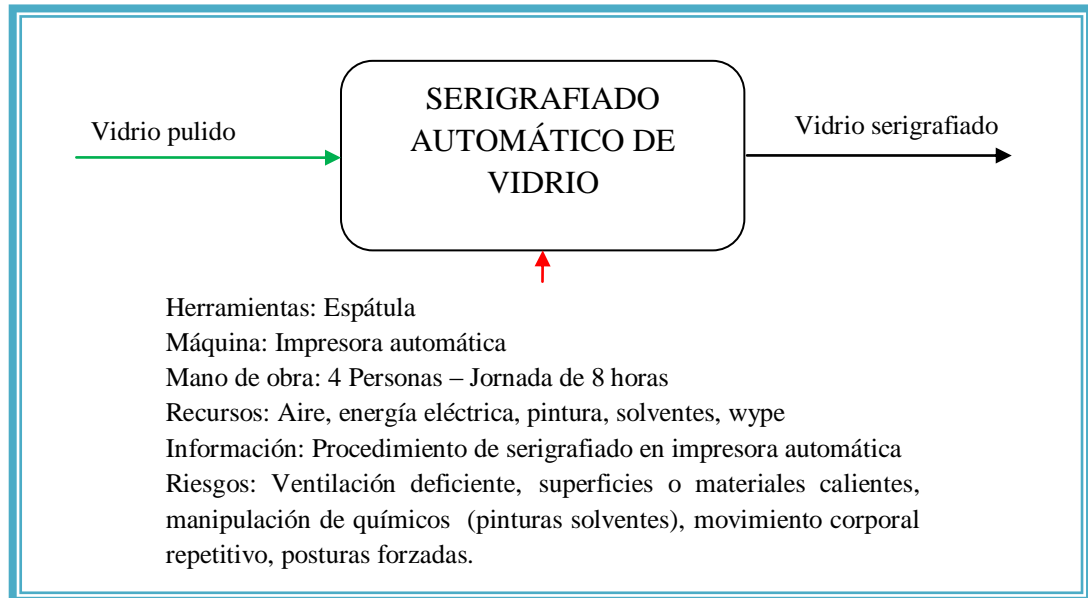 SERIGRAFIADO
AUTOMÁTICO DE
VIDRIO
Vidrio pulido
Vidrio serigrafiado
Herramientas: Espátula
Máquina: Impresora automática
Mano de obra: 4 Personas – Jornada de 8 horas
Recursos: Aire, energía eléctrica, pintura, solventes, wype
Información: Procedimiento de serigrafiado en impresora automática
Riesgos: Ventilación deficiente, superficies o materiales calientes,
manipulación de químicos (pinturas solventes), movimiento corporal
repetitivo, posturas forzadas.